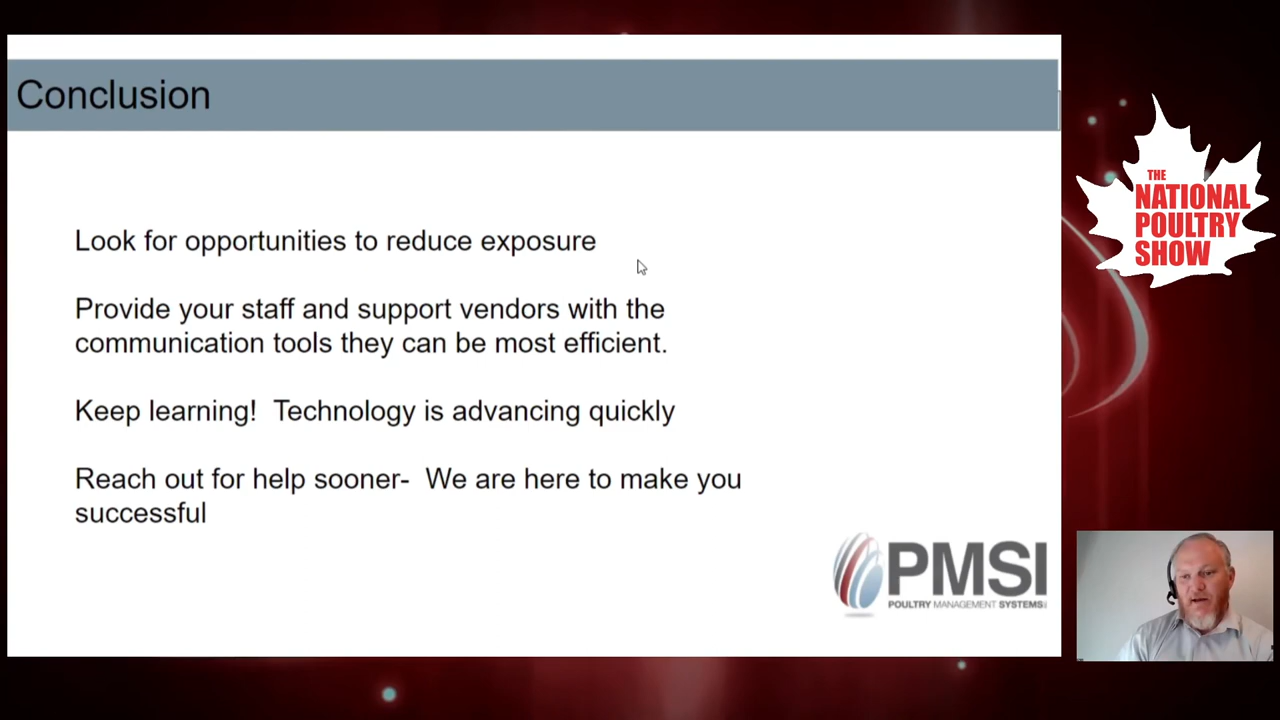 Conclusion
Look for opportunities to reduce exposure
Provide your staff and support vendors with the
communication tools they can be most efficient.
Keep learning!  Technology is advancing quickly
Reach out for help sooner-  We are here to make you
successful
PMSI
POULTRY MANAGEMENT SYSTEMS
THE
NATIONAL
POULTRY
SHOW